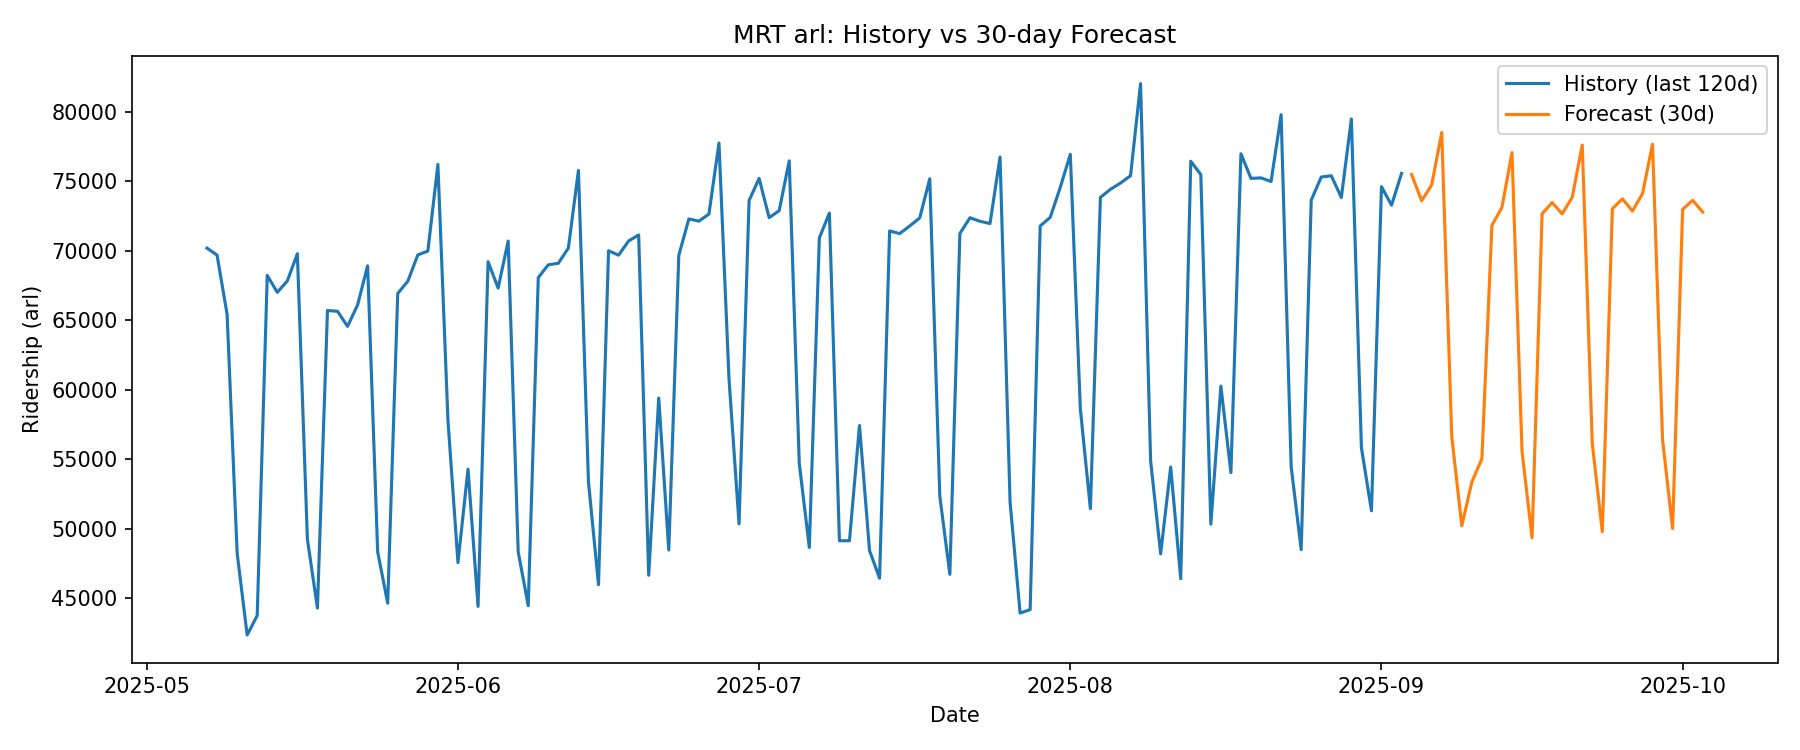 MRT arl: History vs 30-day Forecast
History (last 120d)
Forecast (30d)
Ridership (arl)
80000
75000
70000
65000
60000
55000
50000
45000
2025-05
2025-06
2025-07
2025-08
2025-09
2025-10
Date